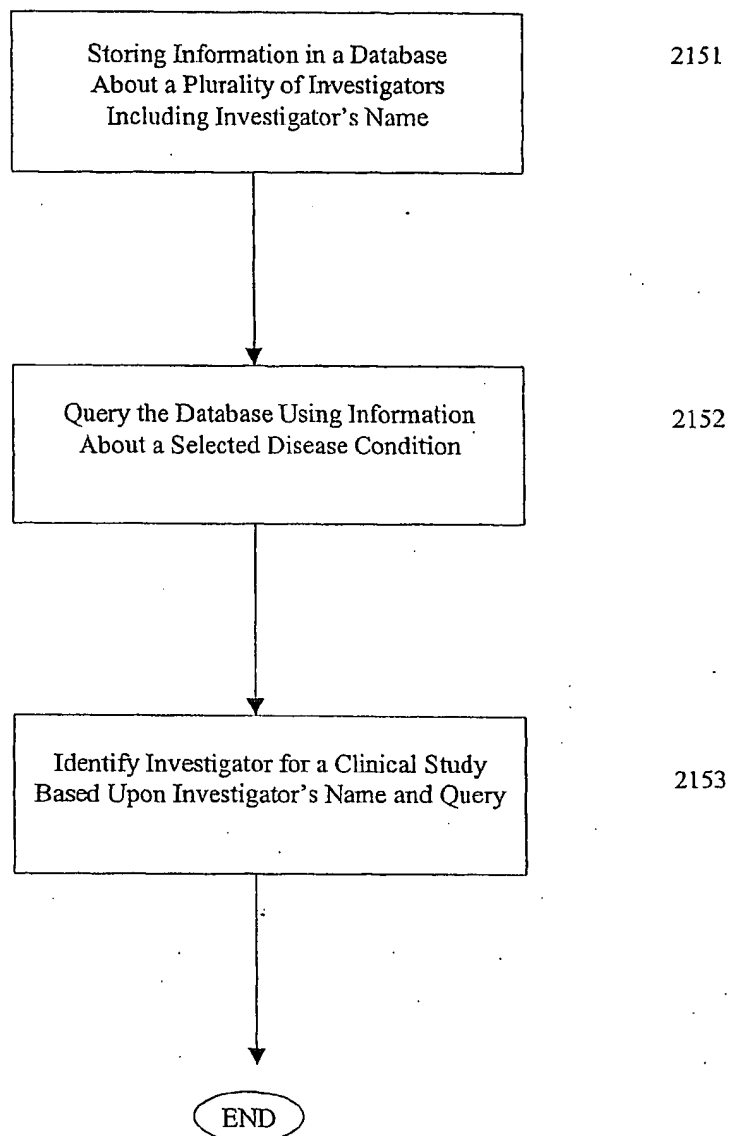 Storing Information in a Database
About a Plurality of Investigators
Including Investigator's Name
2151
Query the Database Using Information
About a Selected Disease Condition
2152
Identify Investigator for a Clinical Study
Based Upon Investigator's Name and Query
2153
END